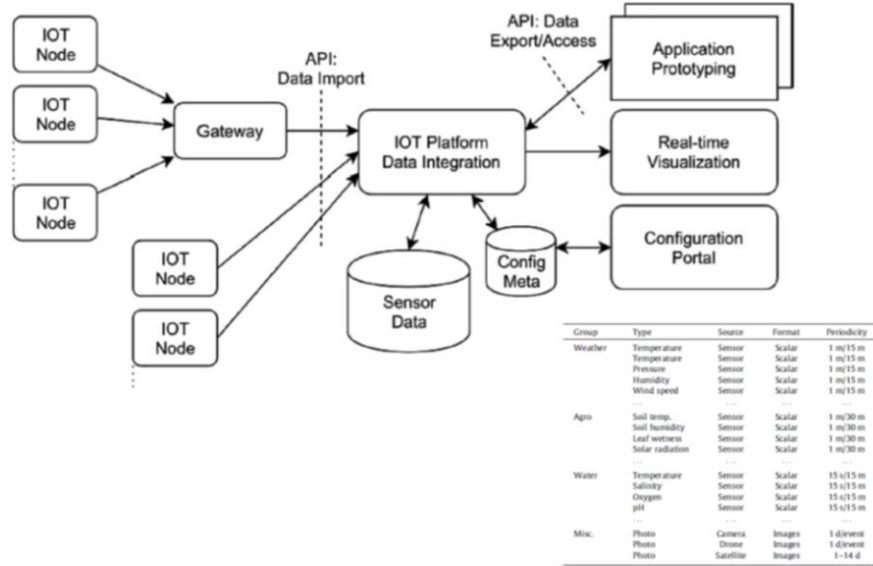 IOT
Node
IOT
Node
IOT
Node
Gateway
API:
Data Import
IOT
Node
IOT
Node
IOT Platform
Data Integration
API: Data
Export/Access
Application
Prototyping
Real-time
Visualization
Configuration
Portal
Sensor
Data
Config
Meta
Group Type Source Format Periodicity
Weather Temperature Sensor Scalar 1 m/15 m
Temperature Sensor Scalar 1 m/15 m
Pressure Sensor Scalar 1 m/15 m
Humidity Sensor Scalar 1 m/15 m
Wind speed Sensor Scalar 1 m/15 m
... ... ... ...
Agro Soil temp. Sensor Scalar 1 m/30 m
Soil humidity Sensor Scalar 1 m/30 m
Leaf wetness Sensor Scalar 1 m/30 m
Solar radiation Sensor Scalar 1 m/30 m
... ... ... ...
Water Temperature Sensor Scalar 15 s/15 m
Salinity Sensor Scalar 15 s/15 m
Oxygen Sensor Scalar 15 s/15 m
pH Sensor Scalar 15 s/15 m
... ... ... ...
Misc. Photo Camera Images 1 d/event
Photo Drone Images 1 d/event
Photo Satellite Images 1–14 d